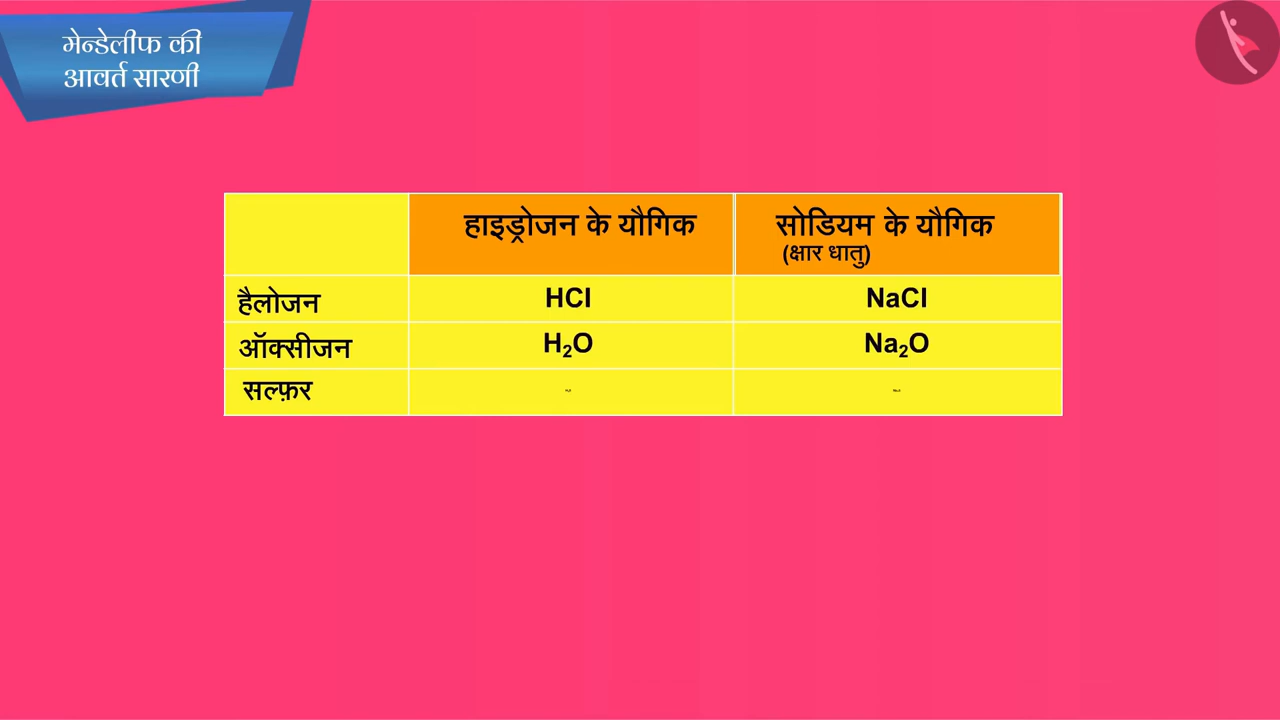 मेन्डेलीफ की
आवर्त सारणी
हाइड्रोजन के यौगिक
सोडियम के यौगिक
(क्षार धातु)
हैलोजन
HCl
NaCl
ऑक्सीजन
H₂O
Na₂O
सल्फ़र